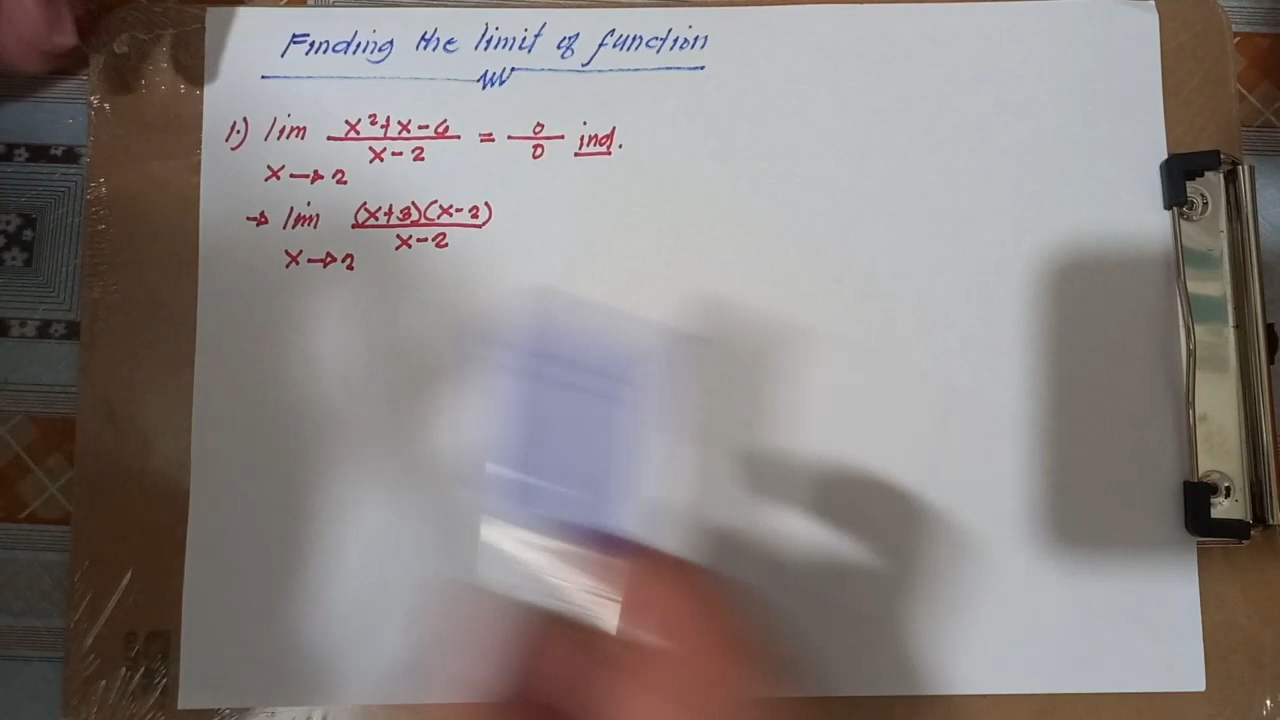 Finding the limit of function
1.) lim x²+x-6 / x-2 = 0/0 ind.
x→2
→ lim (x+3)(x-2) / x-2
x→2